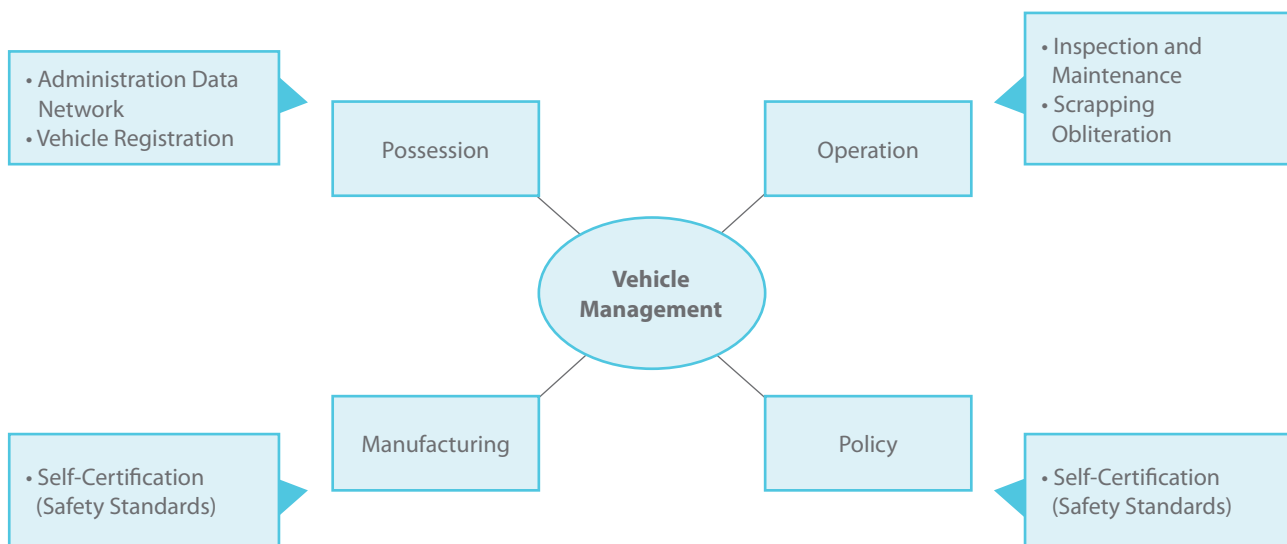 • Administration Data
Network
• Vehicle Registration
Possession
Operation
• Inspection and
Maintenance
• Scrapping
Obliteration
Vehicle
Management
• Self-Certification
(Safety Standards)
Manufacturing
Policy
• Self-Certification
(Safety Standards)